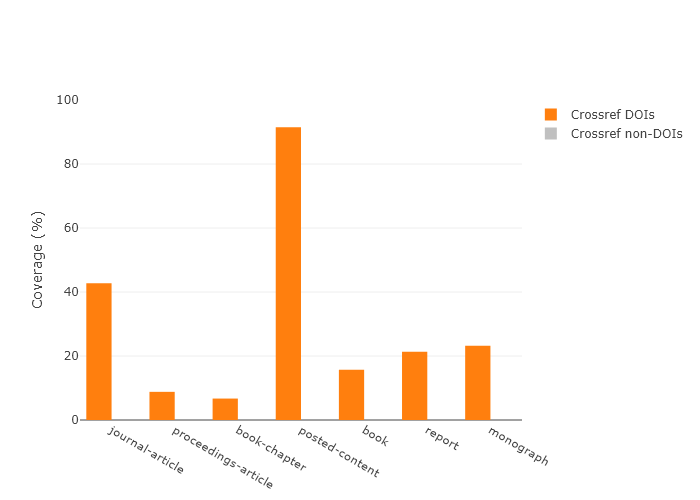 100
80
60
40
20
0
Coverage (%)
journal-article
proceedings-article
book-chapter
posted-content
book
report
monograph
Crossref DOIs
Crossref non-DOIs